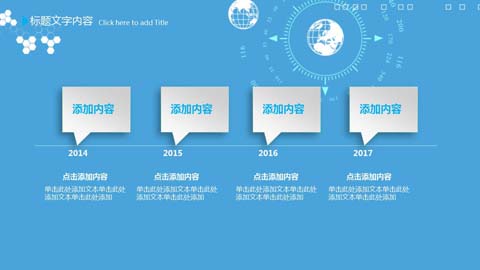 标题文字内容 Click here to add Title
添加内容 添加内容 添加内容 添加内容
2014 2015 2016 2017
点击添加内容 点击添加内容 点击添加内容 点击添加内容
单击此处添加文本单击此处 单击此处添加文本单击此处 单击此处添加文本单击此处 单击此处添加文本单击此处
添加文本单击此处添加 添加文本单击此处添加 添加文本单击此处添加 添加文本单击此处添加